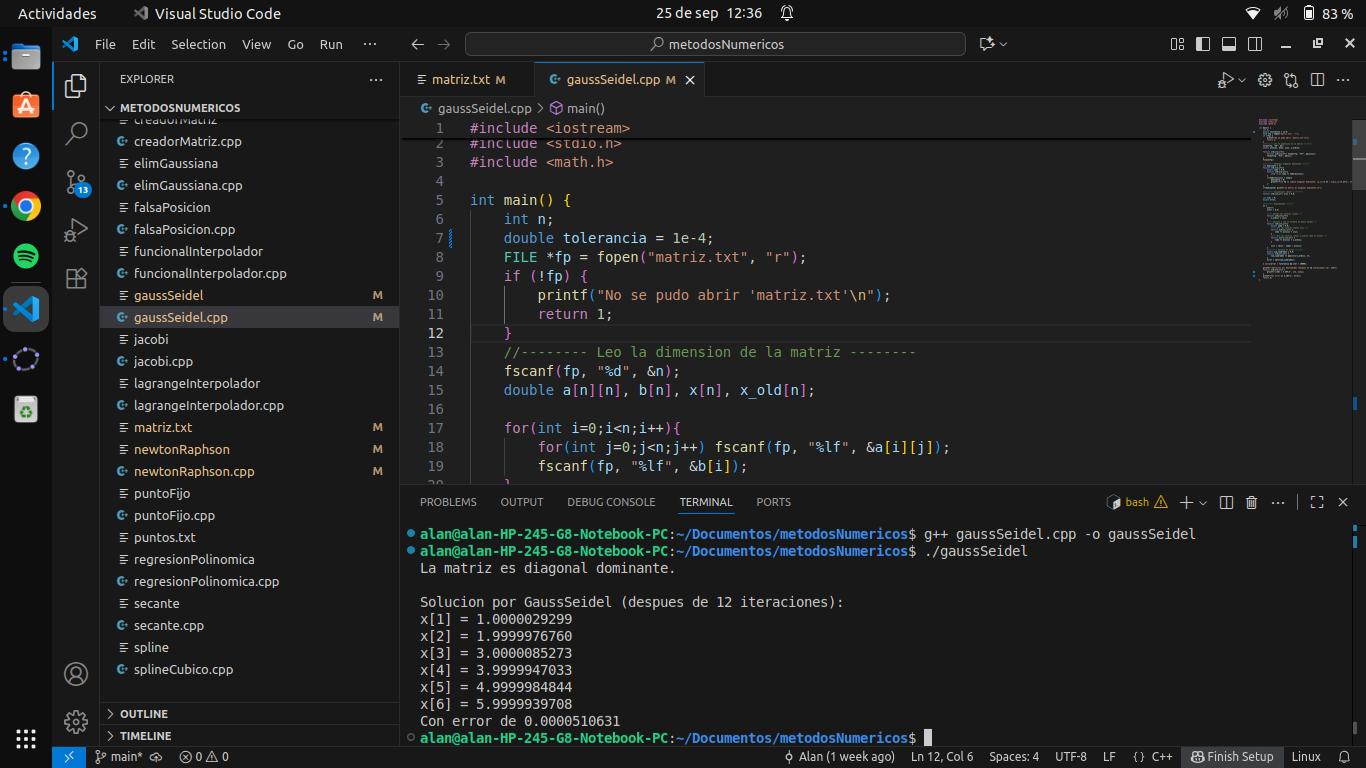 Actividades
Visual Studio Code
25 de sep 12:36
83 %
File Edit Selection View Go Run ···
metodosNumericos
EXPLORER
METODOSNUMERICOS
creadorMatriz
creadorMatriz.cpp
elimGaussiana
elimGaussiana.cpp
falsaPosicion
falsaPosicion.cpp
funcionalInterpolador
funcionalInterpolador.cpp
gaussSeidel M
gaussSeidel.cpp M
jacobi
jacobi.cpp
lagrangeInterpolador
lagrangeInterpolador.cpp
matriz.txt M
newtonRaphson M
newtonRaphson.cpp M
puntoFijo
puntoFijo.cpp
puntos.txt
regresionPolinomica
regresionPolinomica.cpp
secante
secante.cpp
spline
splineCubico.cpp
OUTLINE
TIMELINE
13
matriz.txt M
gaussSeidel.cpp M
gaussSeidel.cpp > main()
1 #include <iostream>
2 #include <stdio.h>
3 #include <math.h>
4
5 int main() {
6 int n;
7 double tolerancia = 1e-4;
8 FILE *fp = fopen("matriz.txt", "r");
9 if (!fp) {
10 printf("No se pudo abrir 'matriz.txt'\n");
11 return 1;
12 }
13 //-------- Leo la dimension de la matriz --------
14 fscanf(fp, "%d", &n);
15 double a[n][n], b[n], x[n], x_old[n];
16
17 for(int i=0;i<n;i++){
18 for(int j=0;j<n;j++) fscanf(fp, "%lf", &a[i][j]);
19 fscanf(fp, "%lf", &b[i]);
20 }
PROBLEMS OUTPUT DEBUG CONSOLE TERMINAL PORTS
bash
alan@alan-HP-245-G8-Notebook-PC:~/Documentos/metodosNumericos$ g++ gaussSeidel.cpp -o gaussSeidel
alan@alan-HP-245-G8-Notebook-PC:~/Documentos/metodosNumericos$ ./gaussSeidel
La matriz es diagonal dominante.
Solucion por GaussSeidel (despues de 12 iteraciones):
x[1] = 1.0000029299
x[2] = 1.9999976760
x[3] = 3.0000085273
x[4] = 3.9999947033
x[5] = 4.9999984844
x[6] = 5.9999939708
Con error de 0.0000510631
alan@alan-HP-245-G8-Notebook-PC:~/Documentos/metodosNumericos$
main* 0 0 Alan (1 week ago) Ln 12, Col 6 Spaces: 4 UTF-8 LF {} C++ Finish Setup Linux